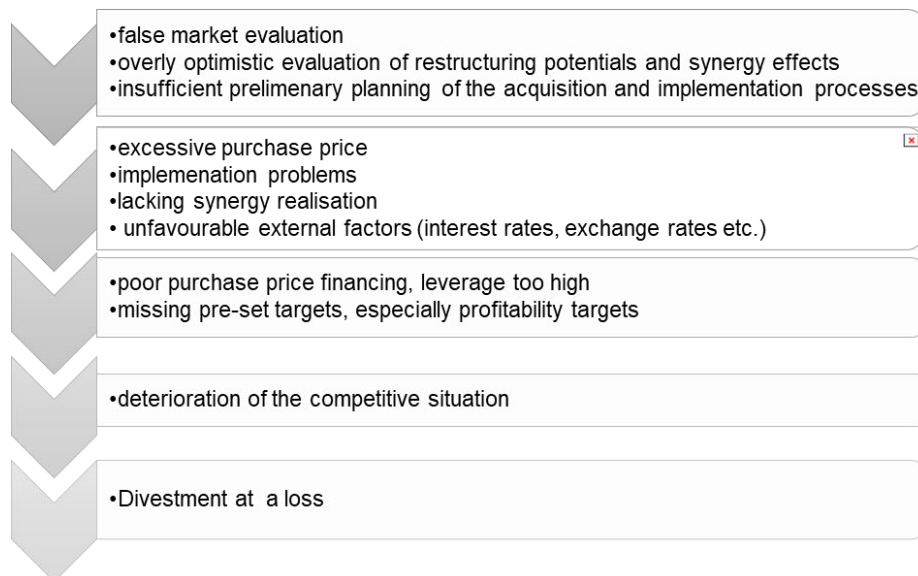 •false market evaluation
•overly optimistic evaluation of restructuring potentials and synergy effects
•insufficient prelimenary planning of the acquisition and implementation processes
•excessive purchase price
•implemenation problems
•lacking synergy realisation
• unfavourable external factors (interest rates, exchange rates etc.)
•poor purchase price financing, leverage too high
•missing pre-set targets, especially profitability targets
•deterioration of the competitive situation
•Divestment at a loss